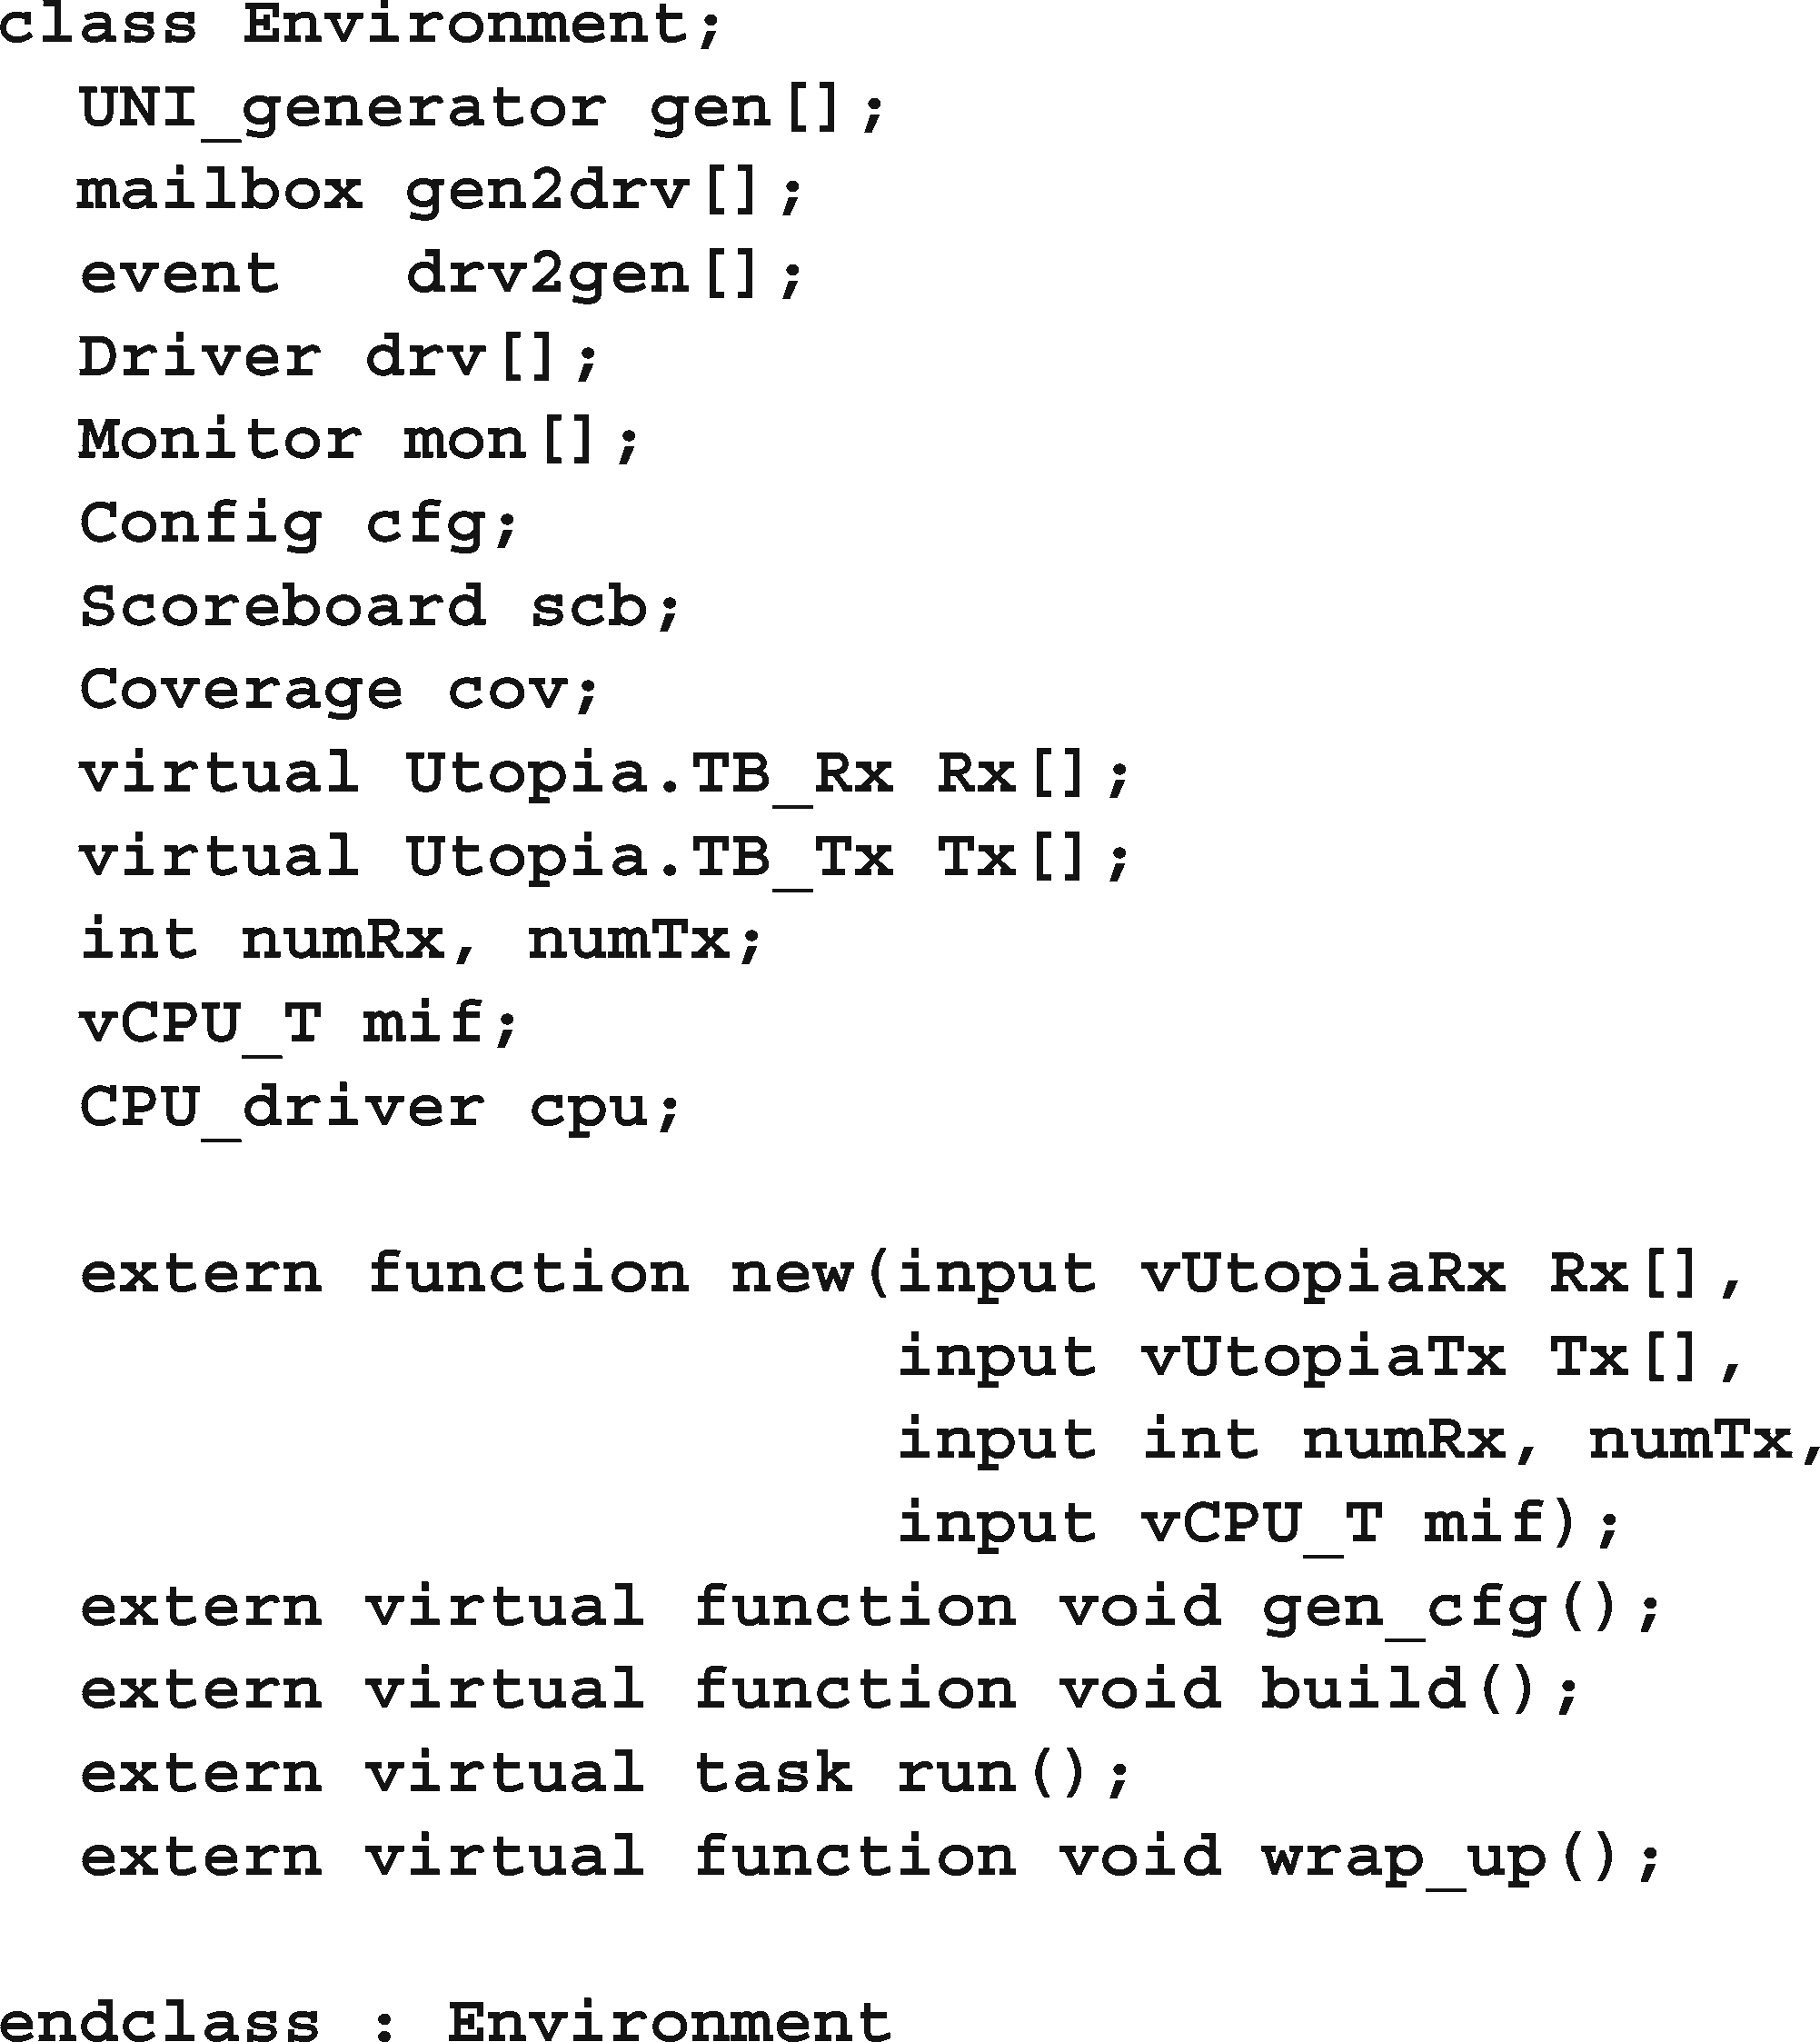 class Environment;
  UNI_generator gen[];
  mailbox gen2drv[];
  event   drv2gen[];
  Driver drv[];
  Monitor mon[];
  Config cfg;
  Scoreboard scb;
  Coverage cov;
  virtual Utopia.TB_Rx Rx[];
  virtual Utopia.TB_Tx Tx[];
  int numRx, numTx;
  vCPU_T mif;
  CPU_driver cpu;

  extern function new(input vUtopiaRx Rx[],
                      input vUtopiaTx Tx[],
                      input int numRx, numTx,
                      input vCPU_T mif);
  extern virtual function void gen_cfg();
  extern virtual function void build();
  extern virtual task run();
  extern virtual function void wrap_up();

endclass : Environment